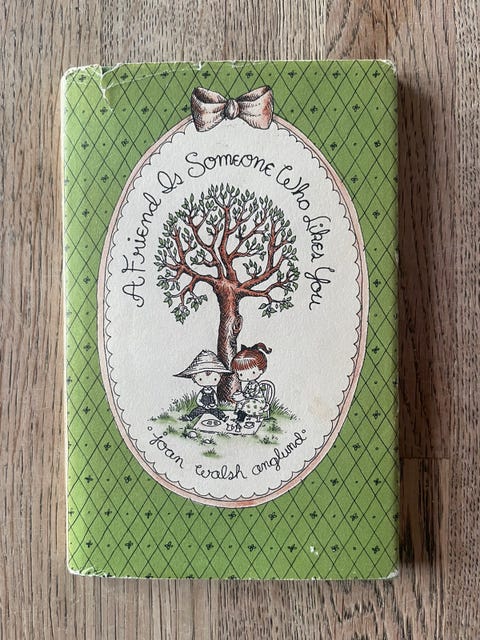 A Friend Is Someone Who Likes You
joan walsh anglund